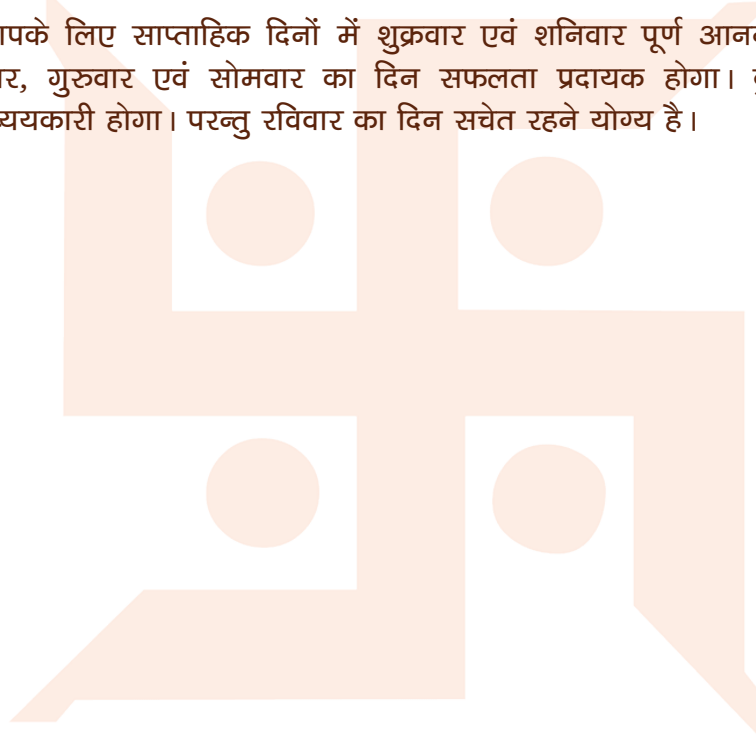 के लिए साप्ताहिक दिनों में शुक्रवार एवं शनिवार पूर्ण
गुरुवार एवं सोमवार का दिन सफलता प्रदायक होगा।
होगा। परन्तु रविवार का दिन सचेत रहने योग्य है।